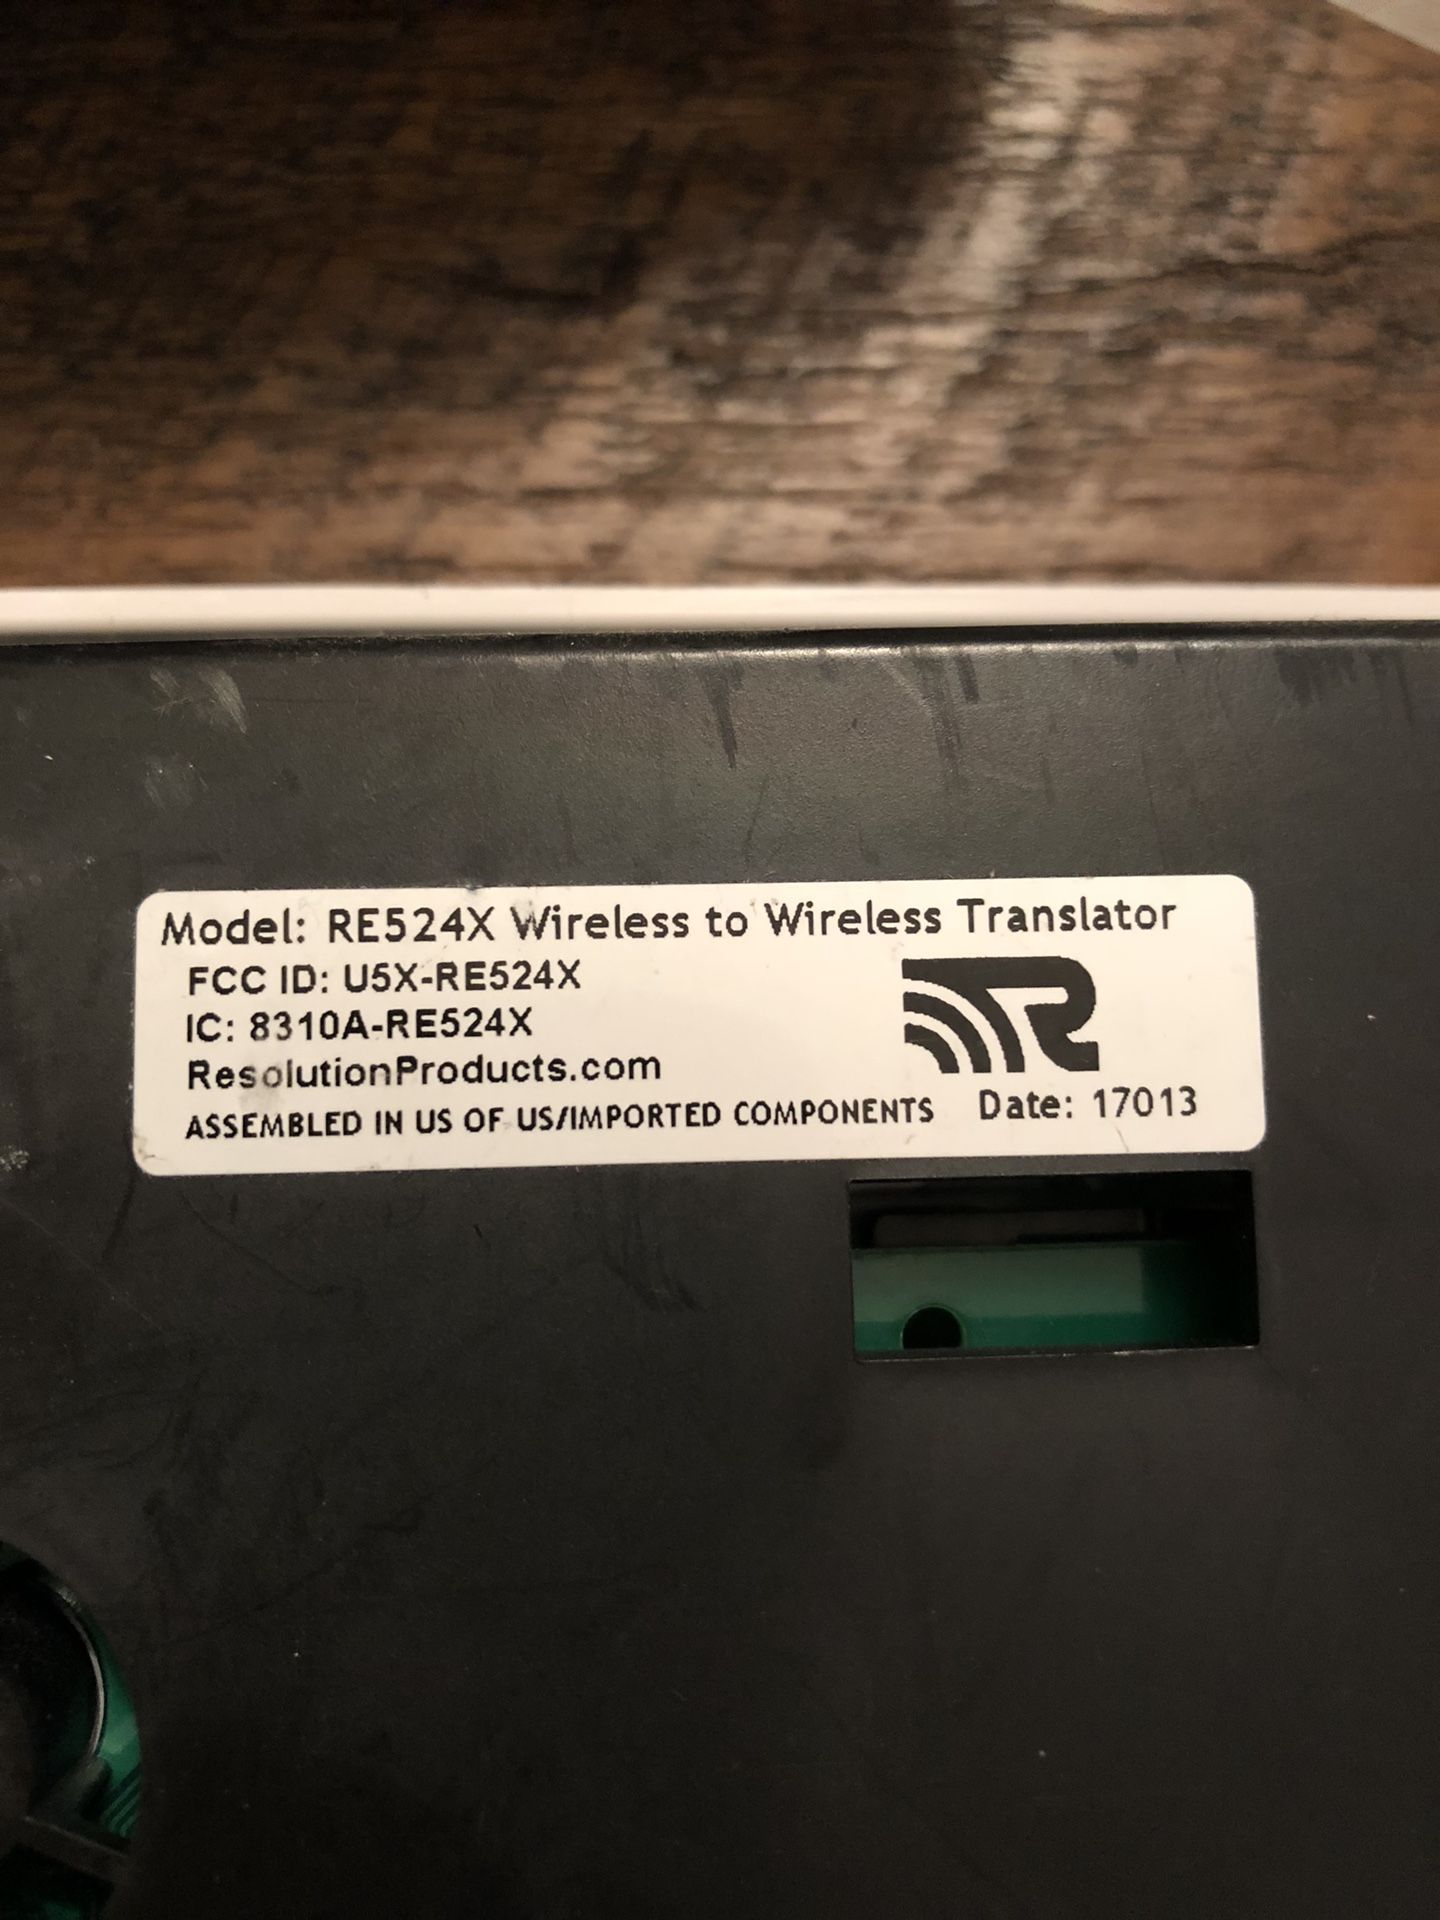 Model: RE524X Wireless to Wireless Translator
FCC ID: U5X-RE524X
IC: 8310A-RE524X
ResolutionProducts.com
ASSEMBLED IN US OF US/IMPORTED COMPONENTS Date: 17013